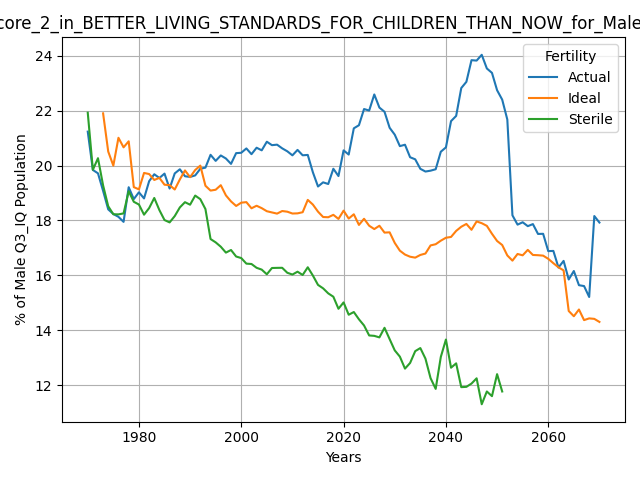 core_2_in_BETTER_LIVING_STANDARDS_FOR_CHILDREN_THAN_NOW_for_Male
Fertility
Actual
Ideal
Sterile
% of Male Q3_IQ Population
24
22
20
18
16
14
12
1980
2000
2020
2040
2060
Years